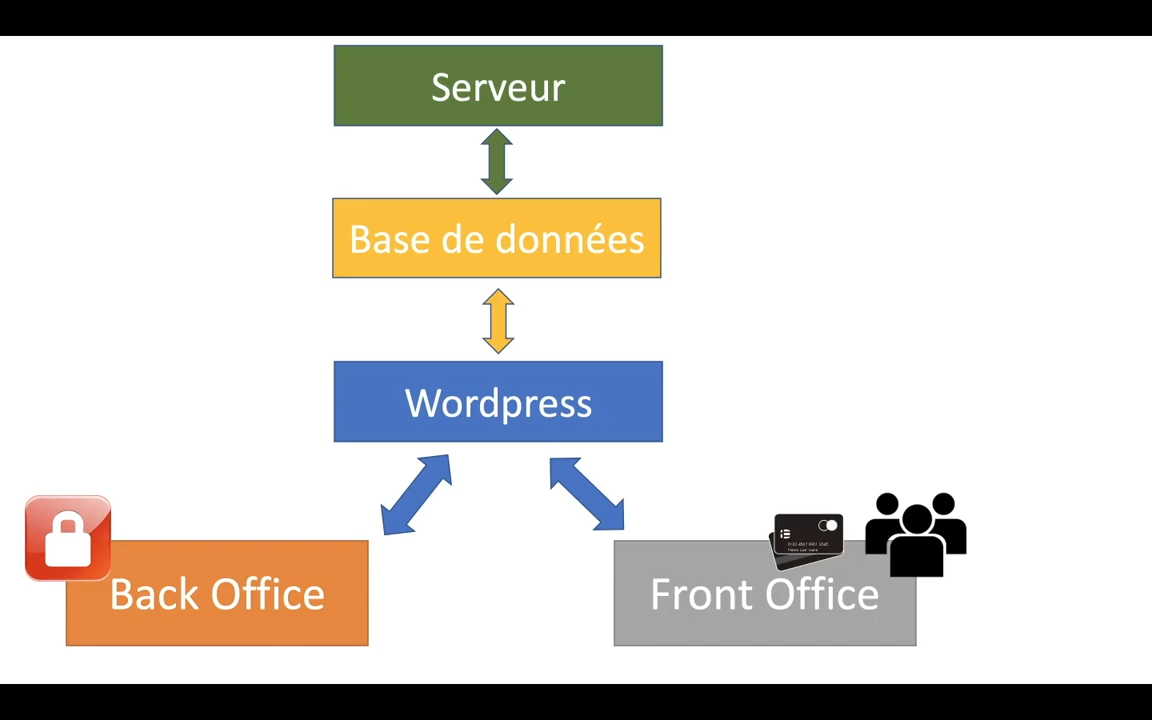 Serveur
Base de données
Wordpress
Back Office
Front Office